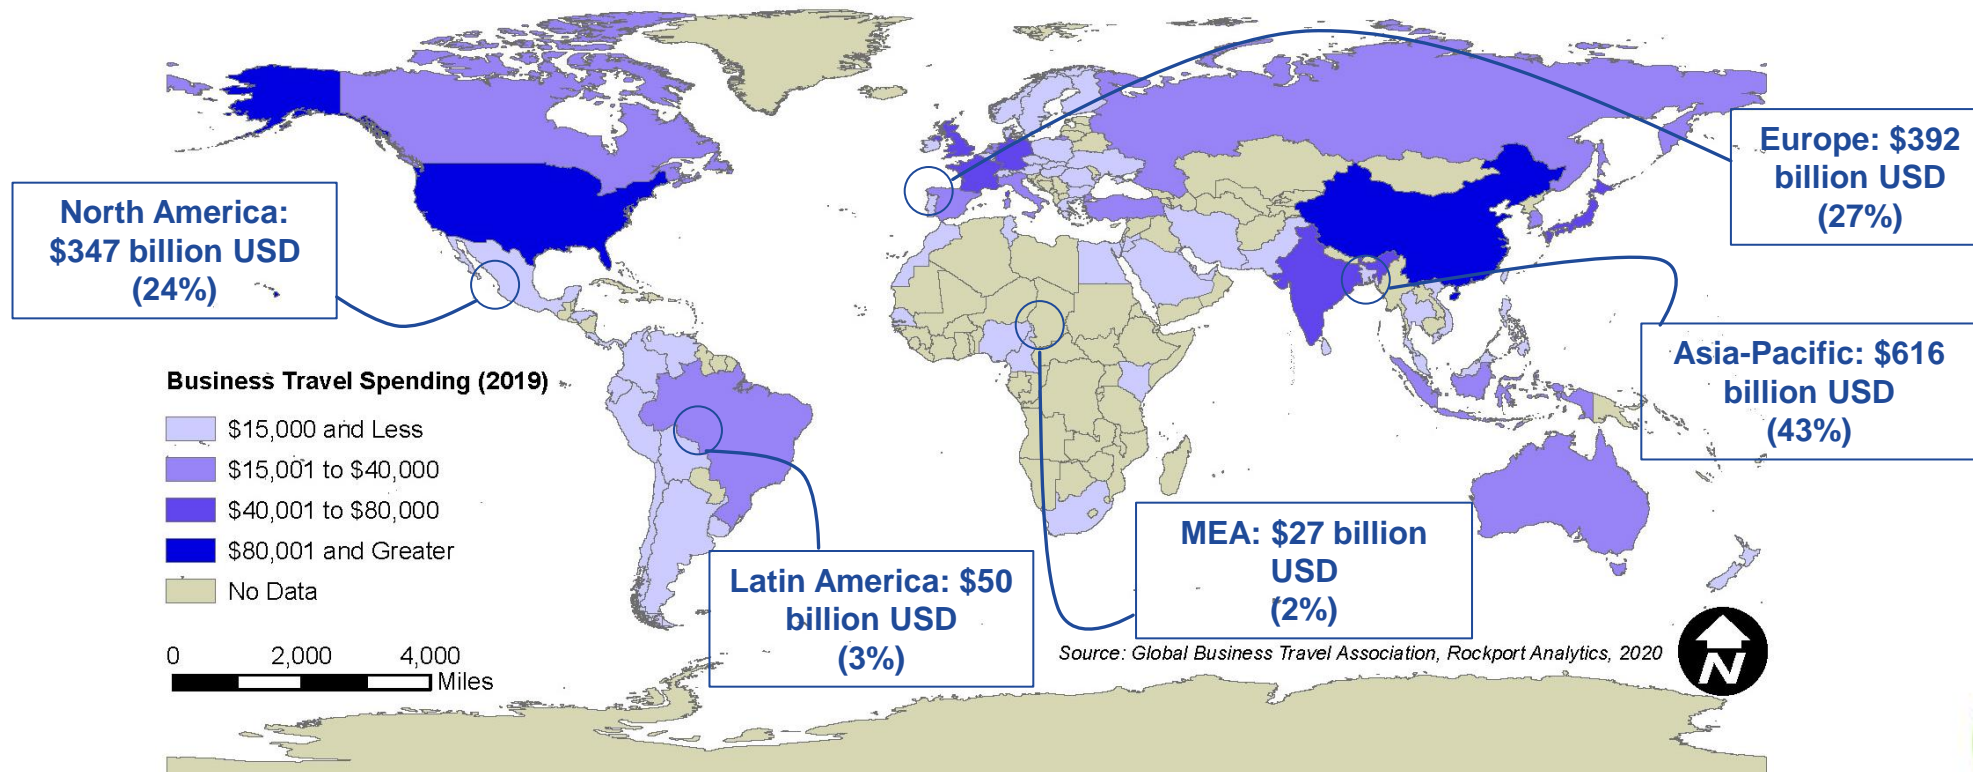 Europe: $392
billion USD
(27%)
North America:
$347 billion USD
(24%)
Asia-Pacific: $616
billion USD
(43%)
Business Travel Spending (2019)
$15,000 and Less
$15,001 to $40,000
$40,001 to $80,000
$80,001 and Greater
No Data
MEA: $27 billion
USD
(2%)
Latin America: $50
billion USD
(3%)
0 2,000 4,000
Miles
Source: Global Business Travel Association, Rockport Analytics, 2020
N